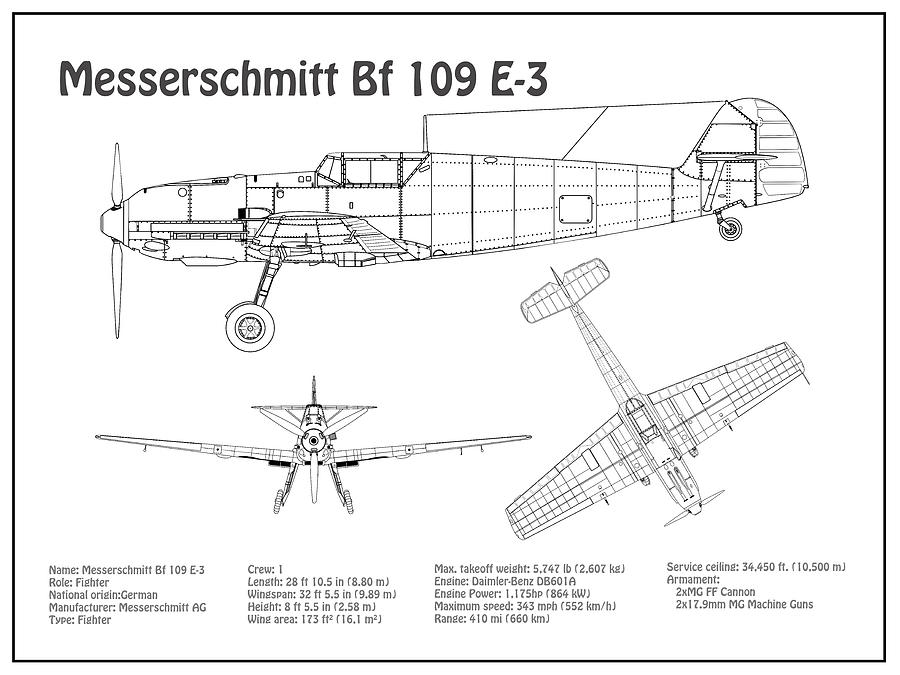 Messerschmitt Bf 109 E-3
Name: Messerschmitt Bf 109 E-3
Role: Fighter
National origin:German
Manufacturer: Messerschmitt AG
Type: Fighter
Crew: 1
Length: 28 ft 10.5 in (8.80 m)
Wingspan: 32 ft 5.5 in (9.89 m)
Height: 8 ft 5.5 in (2.58 m)
Wing area: 173 ft² (16.1 m²)
Max. takeoff weight: 5,747 lb (2,607 kg)
Engine: Daimler-Benz DB601A
Engine Power: 1,175hp (864 kW)
Maximum speed: 343 mph (552 km/h)
Range: 410 mi (660 km)
Service ceiling: 34,450 ft. (10,500 m)
Armament:
2xMG FF Cannon
2x17.9mm MG Machine Guns